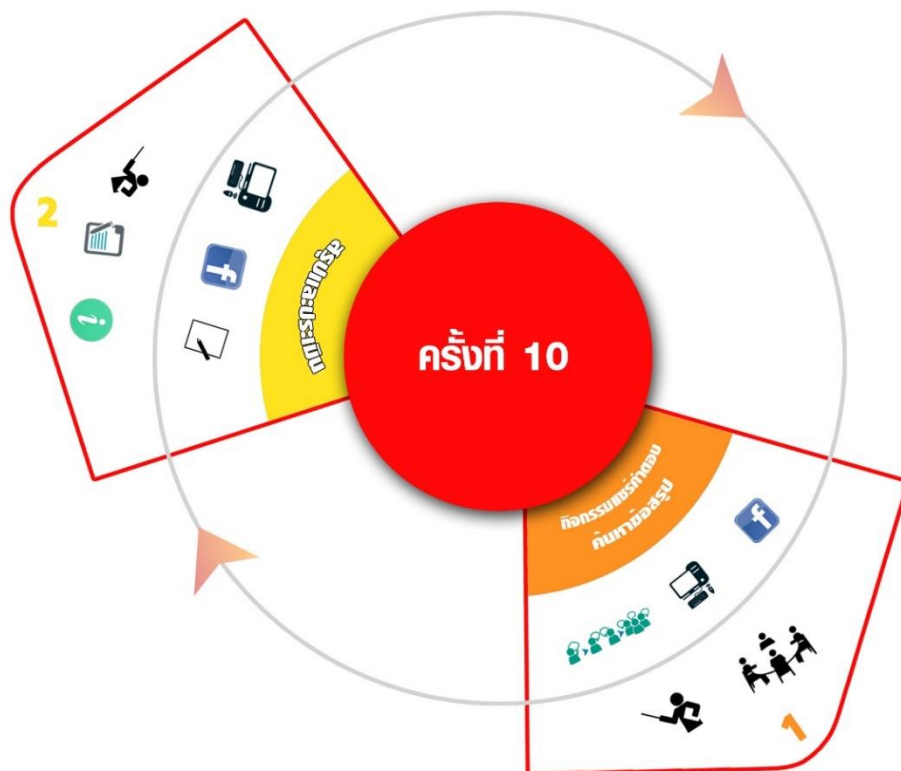 ครั้งที่ 10
1
กิจกรรมแชร์คำตอบ
ค้นหาข้อสรุป
2
สรุปและประเมิน